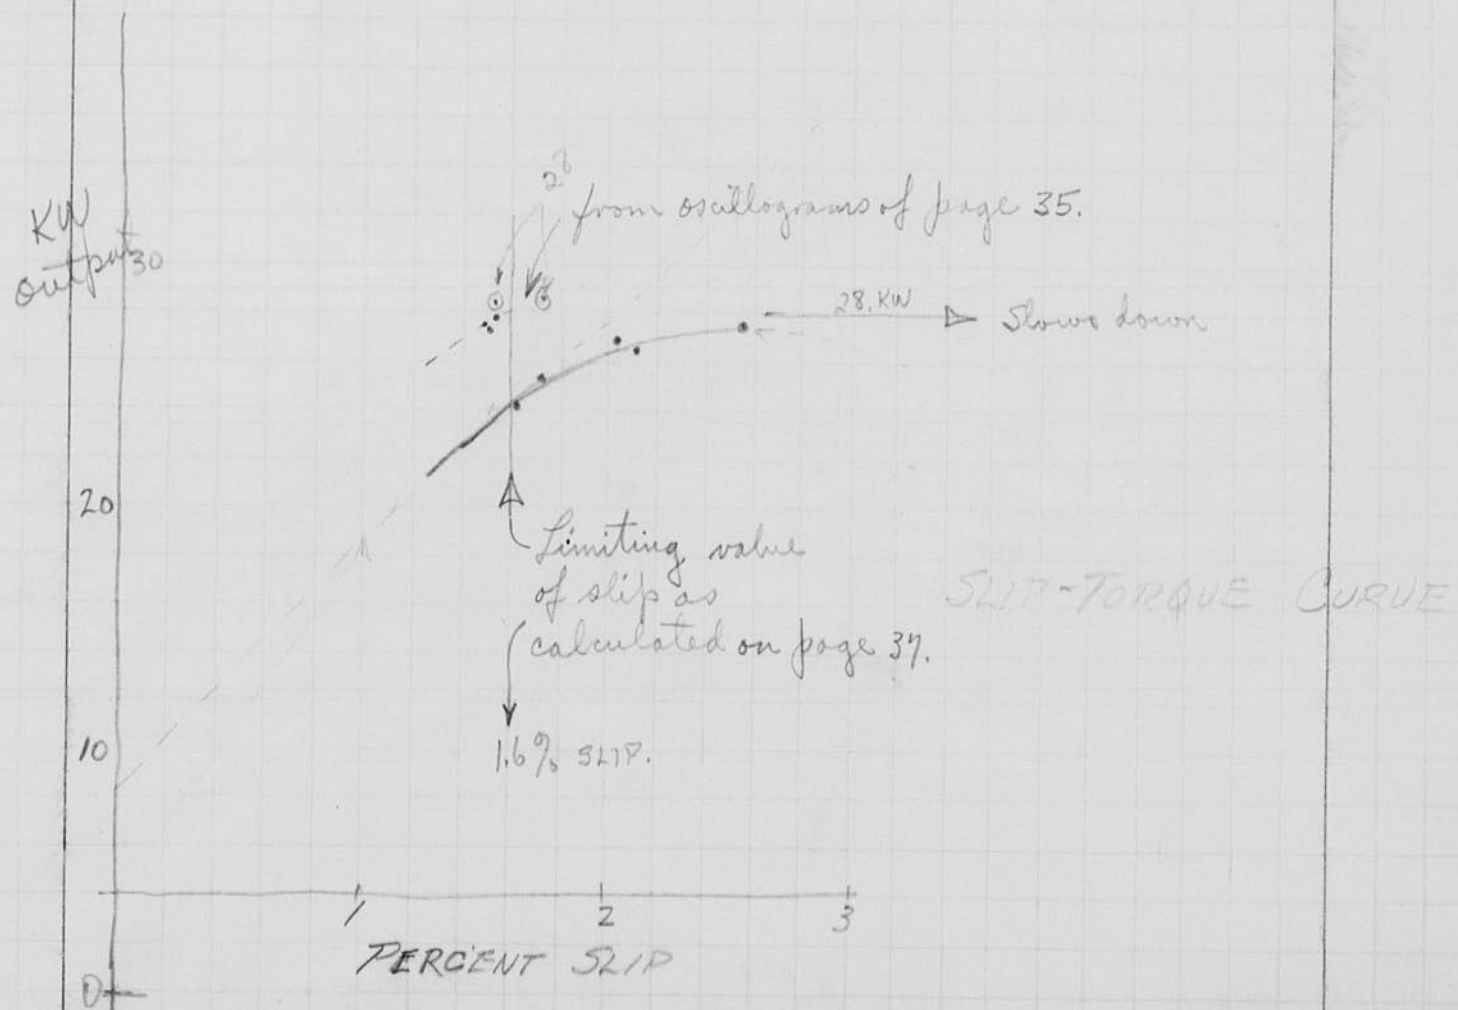 KW
output
30
from oscillograms of page 35.
28. KW
Slows down
20
Limiting value
of slip as
calculated on page 37.
SLIP-TORQUE CURVE
10
1.6% SLIP.
1
2
3
PERCENT SLIP
0